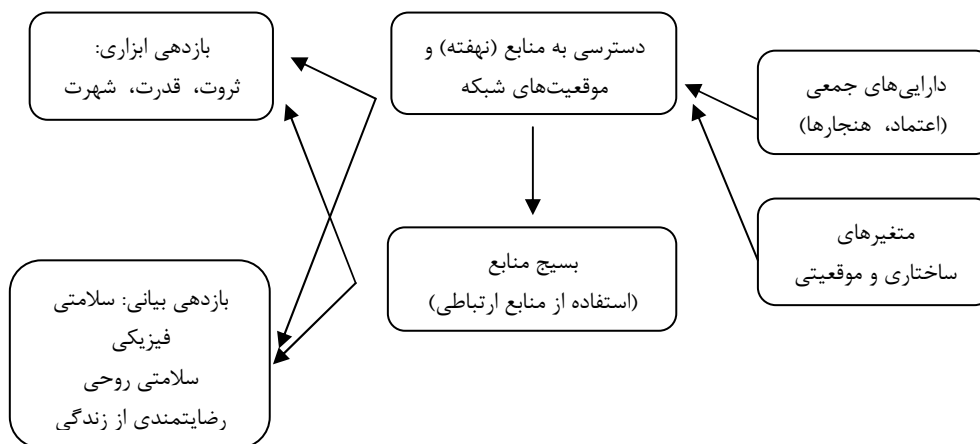 دارایی‌های جمعی
(اعتماد، هنجارها)
متغیرهای
ساختاری و موقعیتی
دسترسی به منابع (نهفته) و
موقعیت‌های شبکه
بسیج منابع
(استفاده از منابع ارتباطی)
بازدهی ابزاری:
ثروت، قدرت، شهرت
بازدهی بیانی: سلامتی
فیزیکی
سلامتی روحی
رضایتمندی از زندگی